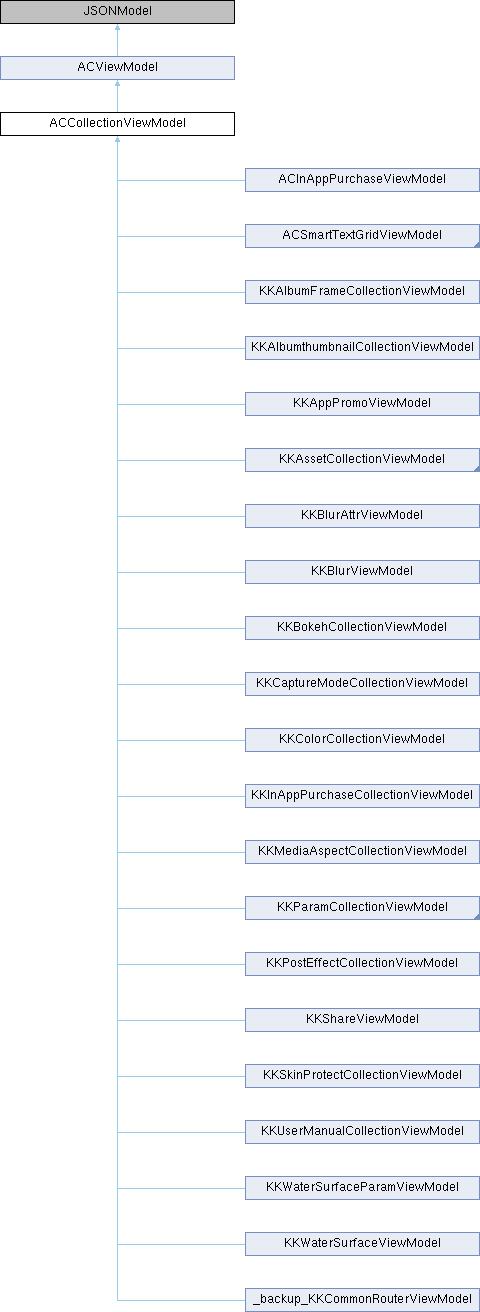 JSONModel
ACViewModel
ACCollectionViewModel
ACInAppPurchaseViewModel
ACSmartTextGridViewModel
KKAlbumFrameCollectionViewModel
KKAlbumthumbnailCollectionViewModel
KKAppPromoViewModel
KKAssetCollectionViewModel
KKBlurAttrViewModel
KKBlurViewModel
KKBokehCollectionViewModel
KKCaptureModeCollectionViewModel
KKColorCollectionViewModel
KKInAppPurchaseCollectionViewModel
KKMediaAspectCollectionViewModel
KKParamCollectionViewModel
KKPostEffectCollectionViewModel
KKShareViewModel
KKSkinProtectCollectionViewModel
KKUserManualCollectionViewModel
KKWaterSurfaceParamViewModel
KKWaterSurfaceViewModel
_backup_KKCommonRouterViewModel